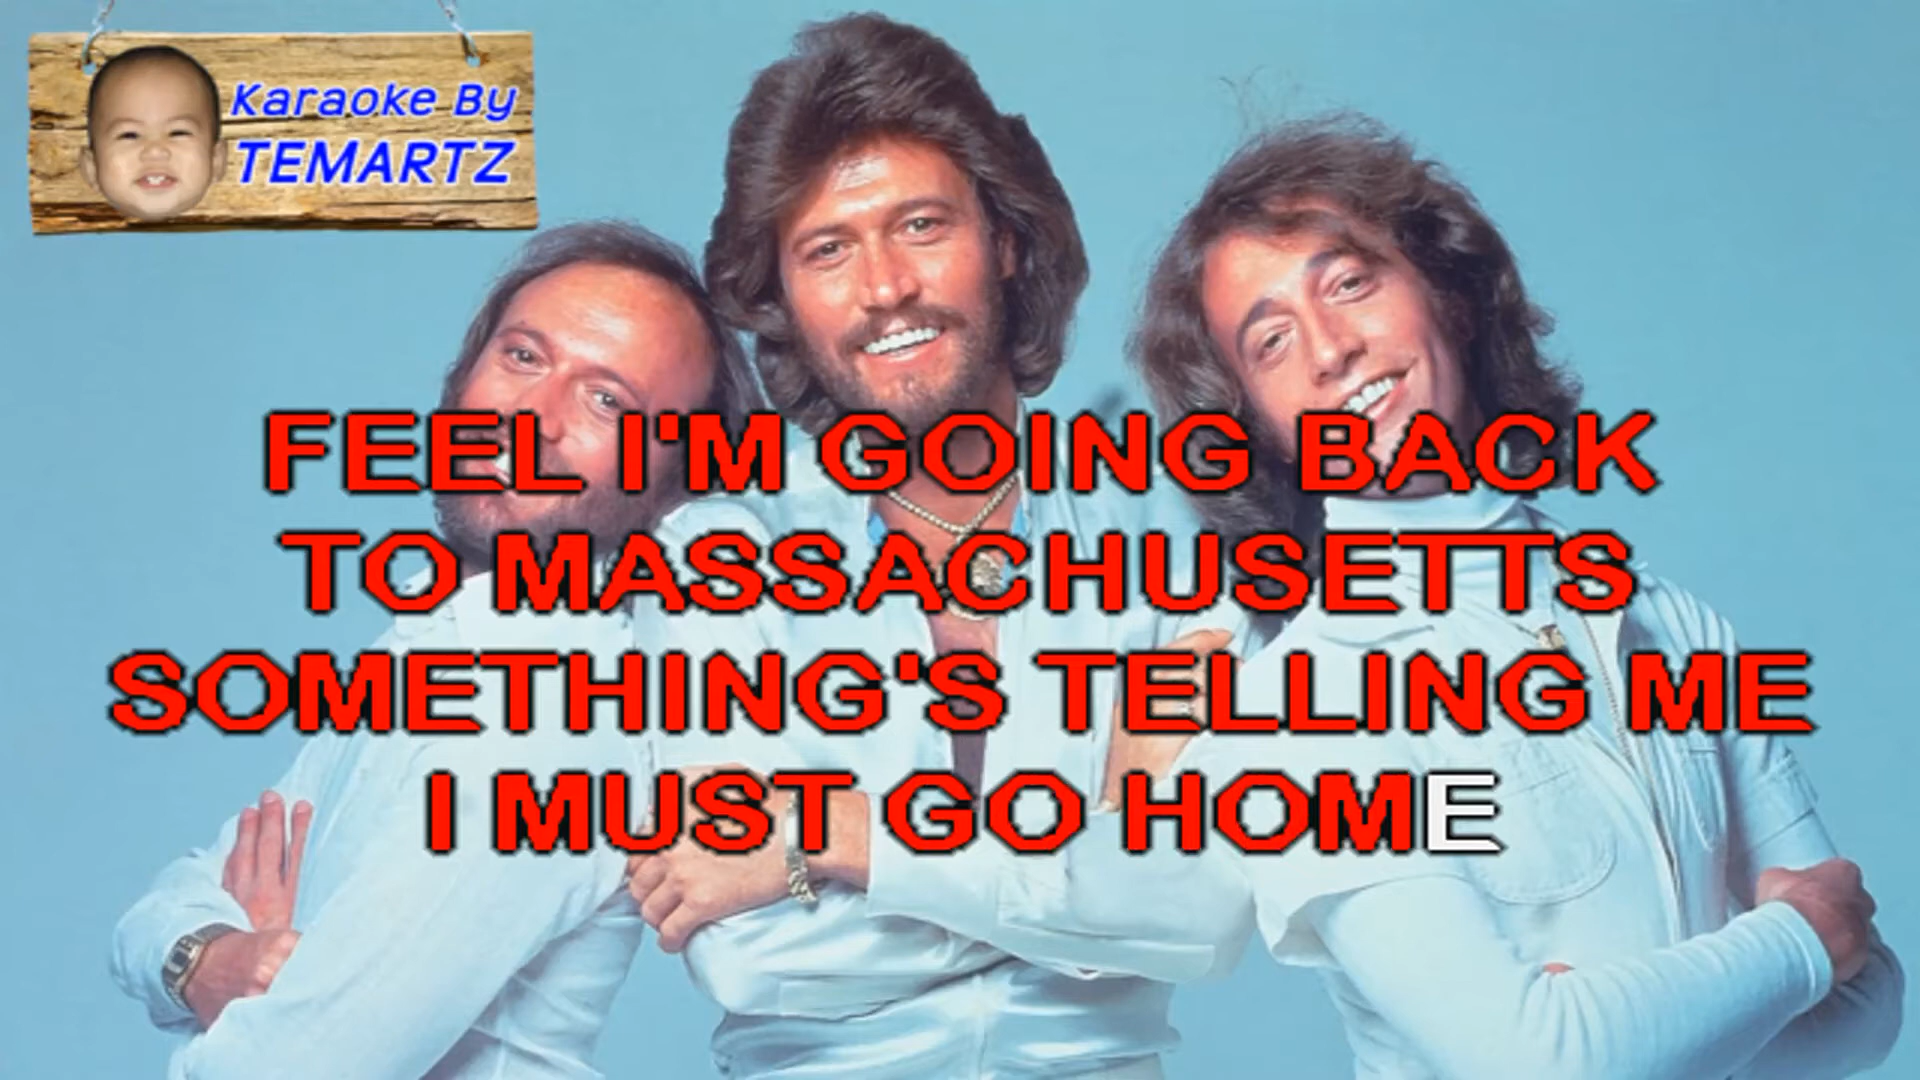 Karaoke By
TEMARTZ
FEEL I'M GOING BACK
TO MASSACHUSETTS
SOMETHING'S TELLING ME
I MUST GO HOME